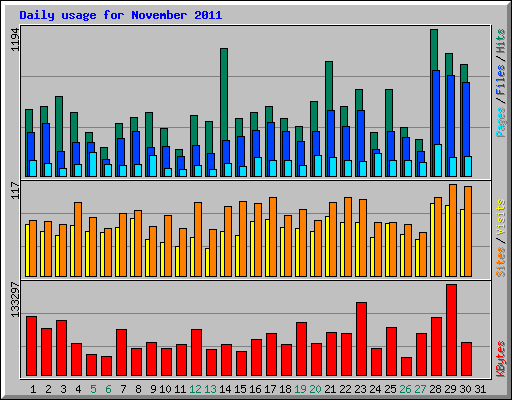 Daily usage for November 2011
1194
Pages / Files / Hits
117
Sites / Visits
133297
KBytes
1 2 3 4 5 6 7 8 9 10 11 12 13 14 15 16 17 18 19 20 21 22 23 24 25 26 27 28 29 30 31